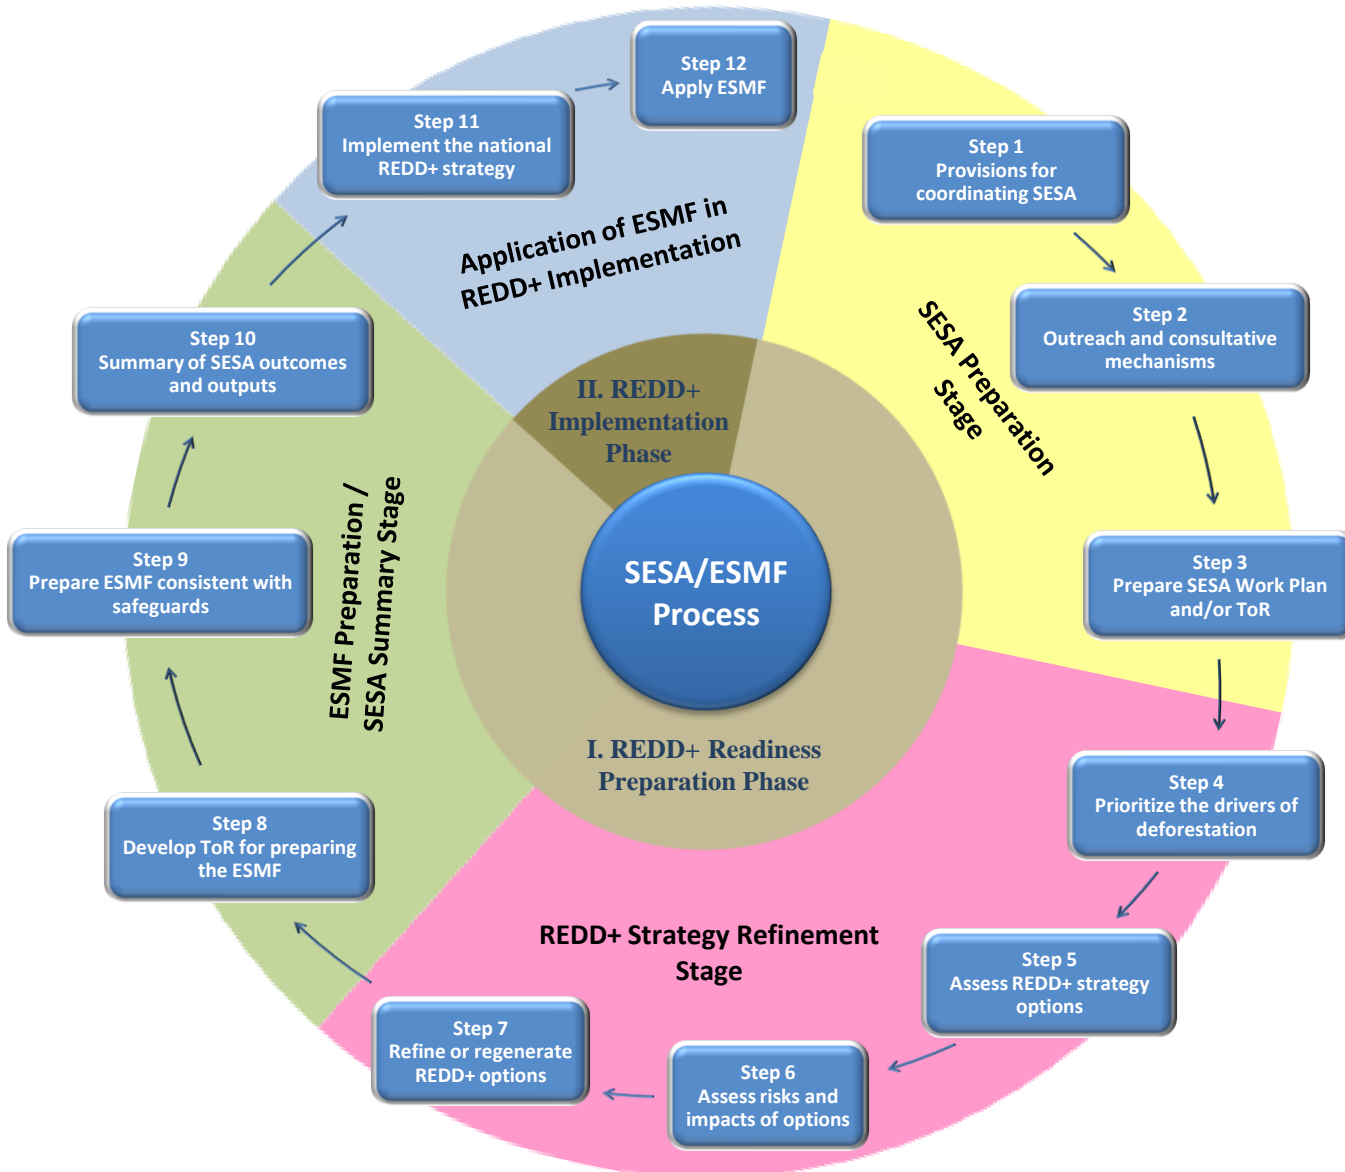 Step 12
Apply ESMF
Step 11
Implement the national
REDD+ strategy
Step 1
Provisions for
coordinating SESA
Application of ESMF in
REDD+ Implementation
Step 2
Outreach and consultative
mechanisms
SESA Preparation
Stage
Step 10
Summary of SESA outcomes
and outputs
II. REDD+
Implementation
Phase
ESMF Preparation /
SESA Summary Stage
Step 9
Prepare ESMF consistent with
safeguards
SESA/ESMF
Process
Step 3
Prepare SESA Work Plan
and/or ToR
I. REDD+ Readiness
Preparation Phase
Step 4
Prioritize the drivers of
deforestation
Step 8
Develop ToR for preparing
the ESMF
REDD+ Strategy Refinement
Stage
Step 5
Assess REDD+ strategy
options
Step 7
Refine or regenerate
REDD+ options
Step 6
Assess risks and
impacts of options